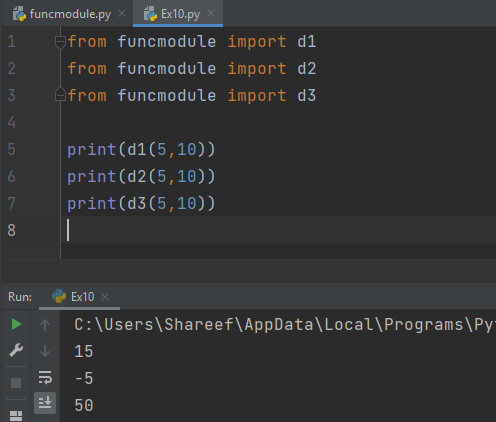 funcmodule.py × Ex10.py ×
1 from funcmodule import d1
2 from funcmodule import d2
3 from funcmodule import d3
4
5 print(d1(5,10))
6 print(d2(5,10))
7 print(d3(5,10))
8
Run: Ex10 ×
C:\Users\Shareef\AppData\Local\Programs\Py
15
-5
50